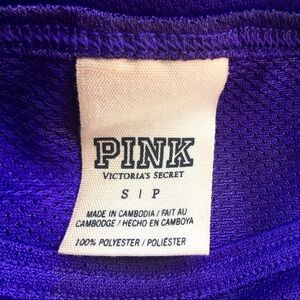 PINK
VICTORIA'S SECRET
S | P
MADE IN CAMBODIA / FAIT AU
CAMBODGE / HECHO EN CAMBOYA
100% POLYESTER / POLIÉSTER